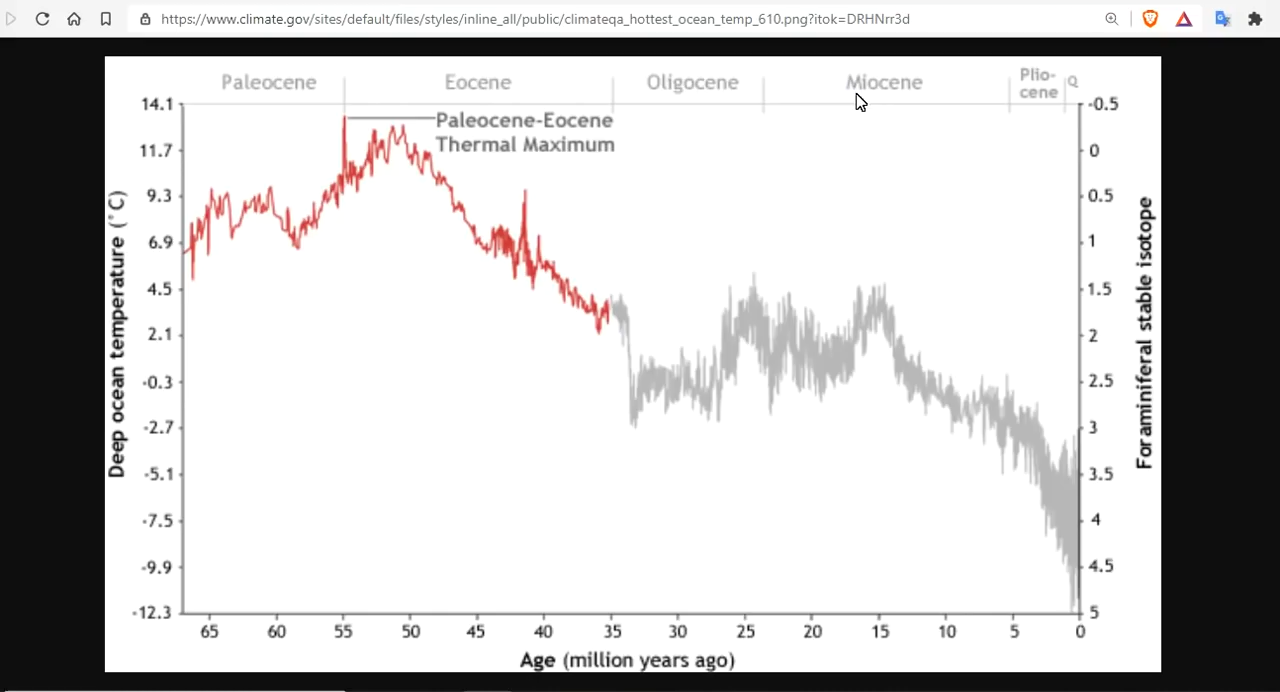 https://www.climate.gov/sites/default/files/styles/inline_all/public/climateqa_hottest_ocean_temp_610.png?itok=DRHNrr3d
Paleocene
Eocene
Oligocene
Miocene
Plio-
cene
Q
Paleocene-Eocene
Thermal Maximum
Deep ocean temperature (°C)
14.1
11.7
9.3
6.9
4.5
2.1
-0.3
-2.7
-5.1
-7.5
-9.9
-12.3
-0.5
0
0.5
1
1.5
2
2.5
3
3.5
4
4.5
5
Foraminiferal stable isotope
65 60 55 50 45 40 35 30 25 20 15 10 5 0
Age (million years ago)